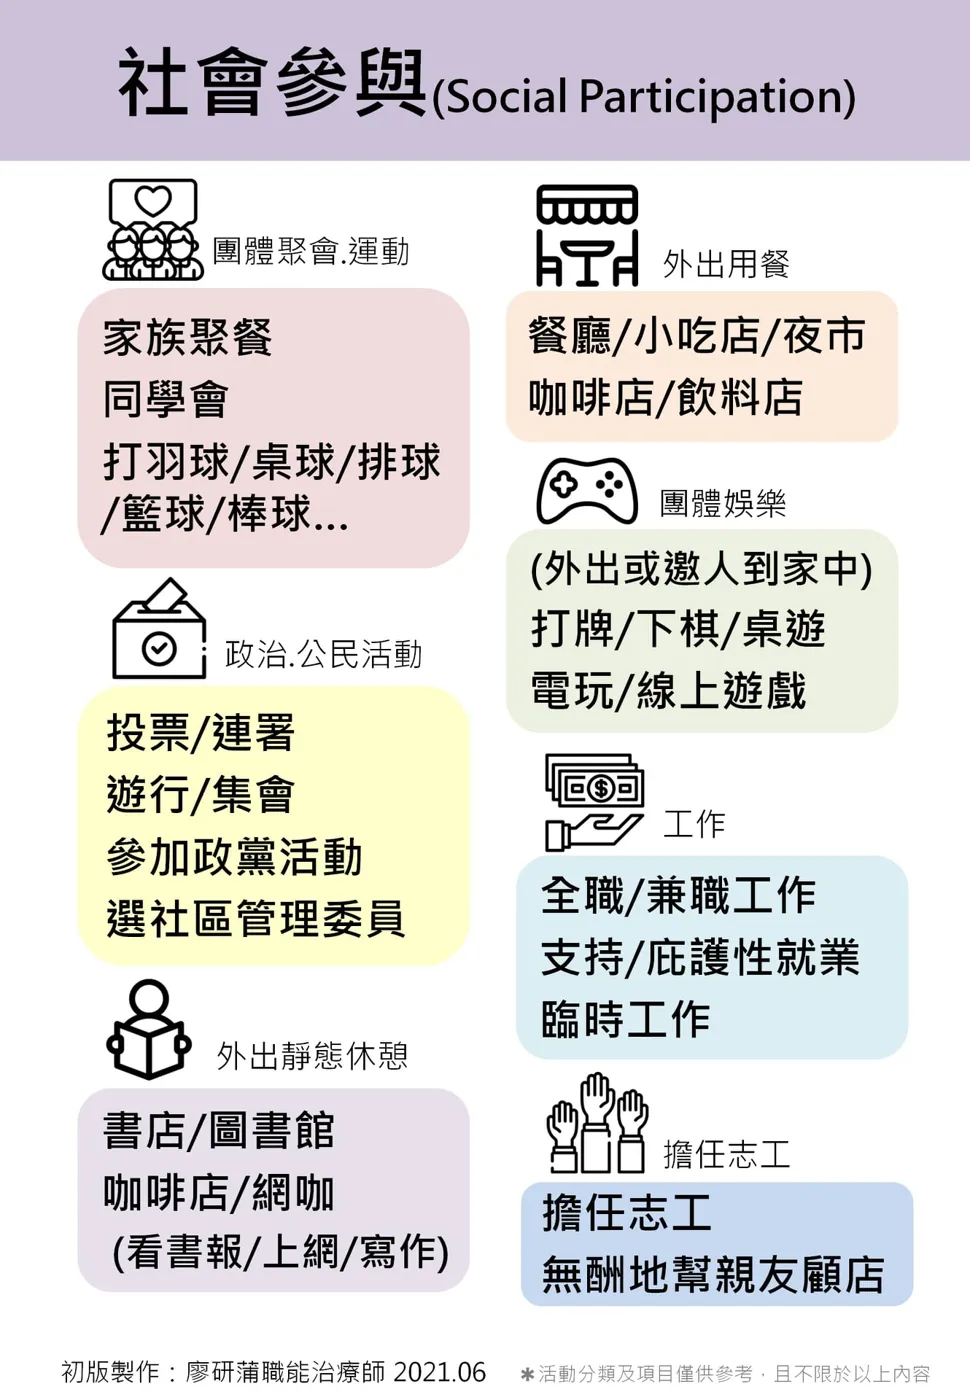 社會參與(Social Participation)
團體聚會.運動
家族聚餐
同學會
打羽球/桌球/排球
/籃球/棒球...
政治.公民活動
投票/連署
遊行/集會
參加政黨活動
選社區管理委員
外出靜態休憩
書店/圖書館
咖啡店/網咖
(看書報/上網/寫作)
外出用餐
餐廳/小吃店/夜市
咖啡店/飲料店
團體娛樂
(外出或邀人到家中)
打牌/下棋/桌遊
電玩/線上遊戲
工作
全職/兼職工作
支持/庇護性就業
臨時工作
擔任志工
擔任志工
無酬地幫親友顧店
初版製作：廖研蒲職能治療師 2021.06
＊活動分類及項目僅供參考，且不限於以上內容